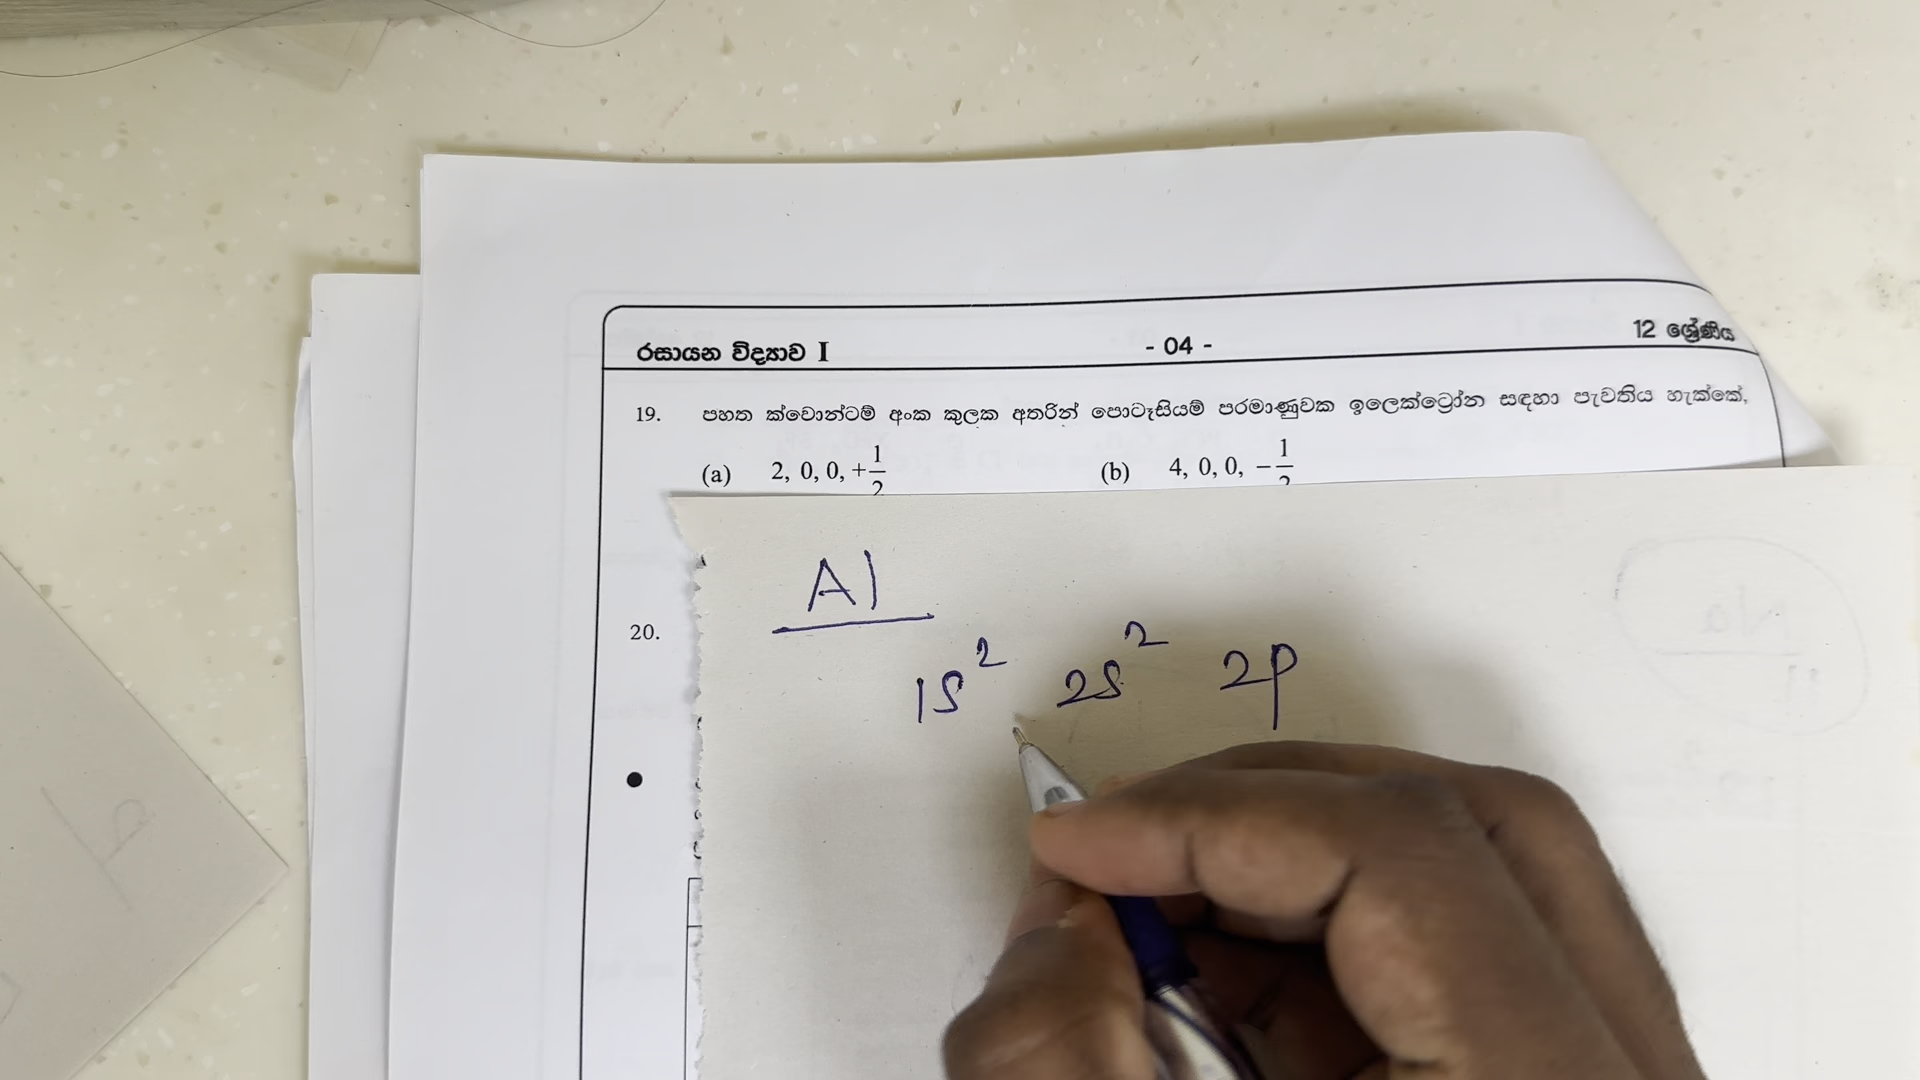 රසායන විද්‍යාව I - 04 - 12 ශ්‍රේණිය
19. පහත ක්වොන්ටම් අංක කුලක අතරින් පොටෑසියම් පරමාණුවක ඉලෙක්ට්‍රෝන සඳහා පැවතිය හැක්කේ,
(a) 2, 0, 0, +1/2 (b) 4, 0, 0, -1/2
Al
20.
1s² 2s² 2p